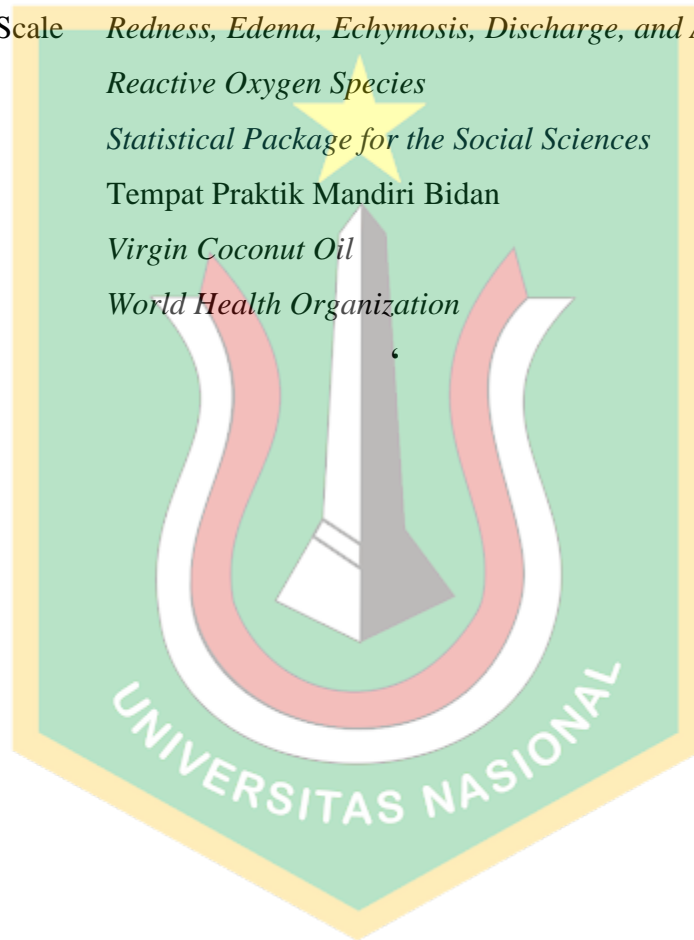 Scale Redness, Edema, Echymosis, Discharge, and
Reactive Oxygen Species
Statistical Package for the Social Sciences
Tempat Praktik Mandiri Bidan
Virgin Coconut Oil
World Health Organization
‘
UNIVERSITAS NASIONAL